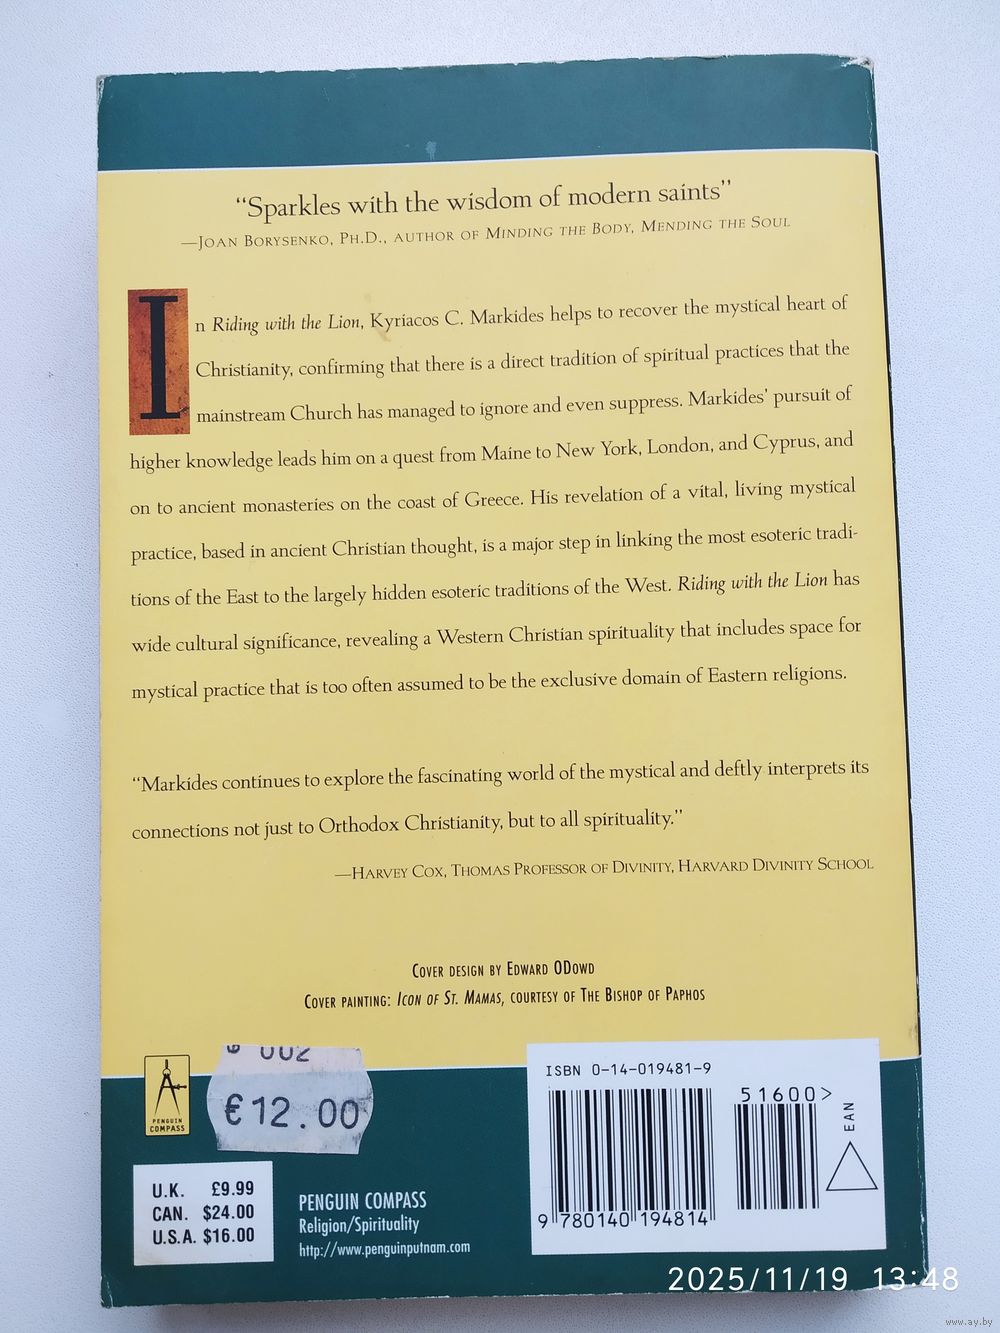 “Sparkles with the wisdom of modern saints”
—JOAN BORYSENKO, PH.D., AUTHOR OF MINDING THE BODY, MENDING THE SOUL
In Riding with the Lion, Kyriacos C. Markides helps to recover the mystical heart of
Christianity, confirming that there is a direct tradition of spiritual practices that the
mainstream Church has managed to ignore and even suppress. Markides’ pursuit of
higher knowledge leads him on a quest from Maine to New York, London, and Cyprus, and
on to ancient monasteries on the coast of Greece. His revelation of a vital, living mystical
practice, based in ancient Christian thought, is a major step in linking the most esoteric tradi-
tions of the East to the largely hidden esoteric traditions of the West. Riding with the Lion has
wide cultural significance, revealing a Western Christian spirituality that includes space for
mystical practice that is too often assumed to be the exclusive domain of Eastern religions.
“Markides continues to explore the fascinating world of the mystical and deftly interprets its
connections not just to Orthodox Christianity, but to all spirituality.”
—HARVEY COX, THOMAS PROFESSOR OF DIVINITY, HARVARD DIVINITY SCHOOL
COVER DESIGN BY EDWARD ODOWD
COVER PAINTING: ICON OF ST. MAMAS, COURTESY OF THE BISHOP OF PAPHOS
PENGUIN
COMPASS
002
€12.00
U.K. £9.99
CAN. $24.00
U.S.A. $16.00
PENGUIN COMPASS
Religion/Spirituality
http://www.penguinputnam.com
ISBN 0-14-019481-9
51600>
EAN
9 780140 194814
2025/11/19 13:48
www.ay.by